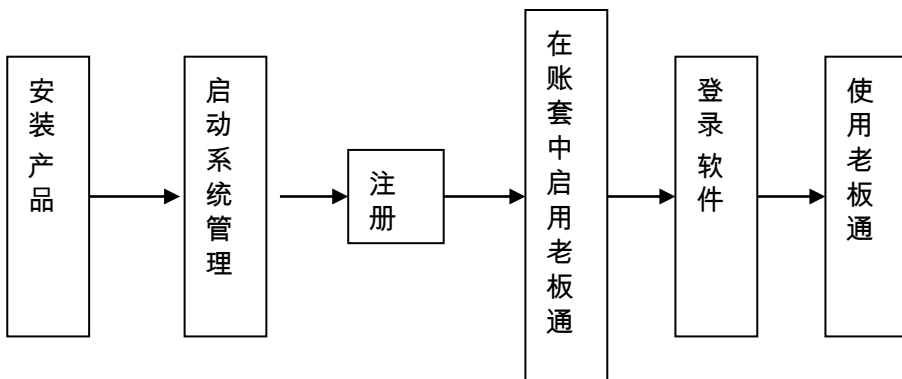 安装产品
启动系统管理
注册
在账套中启用老板通
登录软件
使用老板通